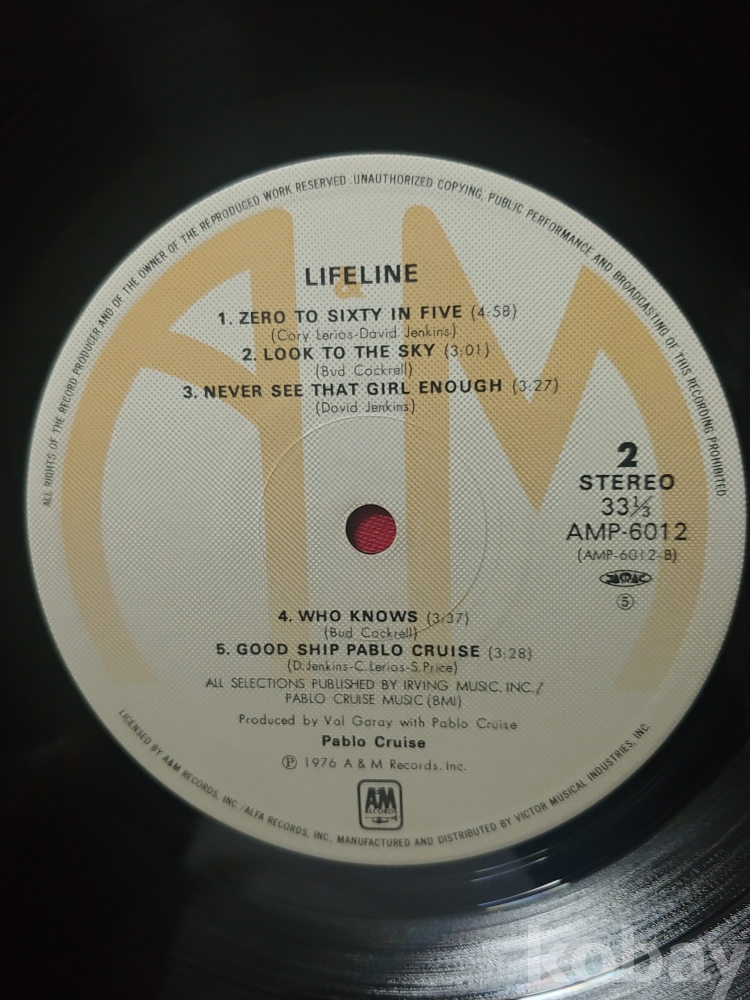 ALL RIGHTS OF THE RECORD PRODUCER AND OF THE OWNER OF THE REPRODUCED WORK RESERVED. UNAUTHORIZED COPYING, PUBLIC PERFORMANCE AND BROADCASTING OF THIS RECORDING PROHIBITED
LIFELINE
1. ZERO TO SIXTY IN FIVE (4:58)
(Cory Lerios-David Jenkins)
2. LOOK TO THE SKY (3:01)
(Bud Cockrell)
3. NEVER SEE THAT GIRL ENOUGH (3:27)
(David Jenkins)
2
STEREO
33⅓
AMP-6012
(AMP-6012-B)
JASRAC
⑤
4. WHO KNOWS (3:37)
(Bud Cockrell)
5. GOOD SHIP PABLO CRUISE (3:28)
(D. Jenkins-C. Lerios-S. Price)
ALL SELECTIONS PUBLISHED BY IRVING MUSIC, INC./
PABLO CRUISE MUSIC (BMI)
Produced by Val Garay with Pablo Cruise
Pablo Cruise
Ⓟ 1976 A & M Records, Inc.
A&M
RECORDS
LICENSED BY A&M RECORDS, INC./ALFA RECORDS, INC. MANUFACTURED AND DISTRIBUTED BY VICTOR MUSICAL INDUSTRIES, INC.
kobay